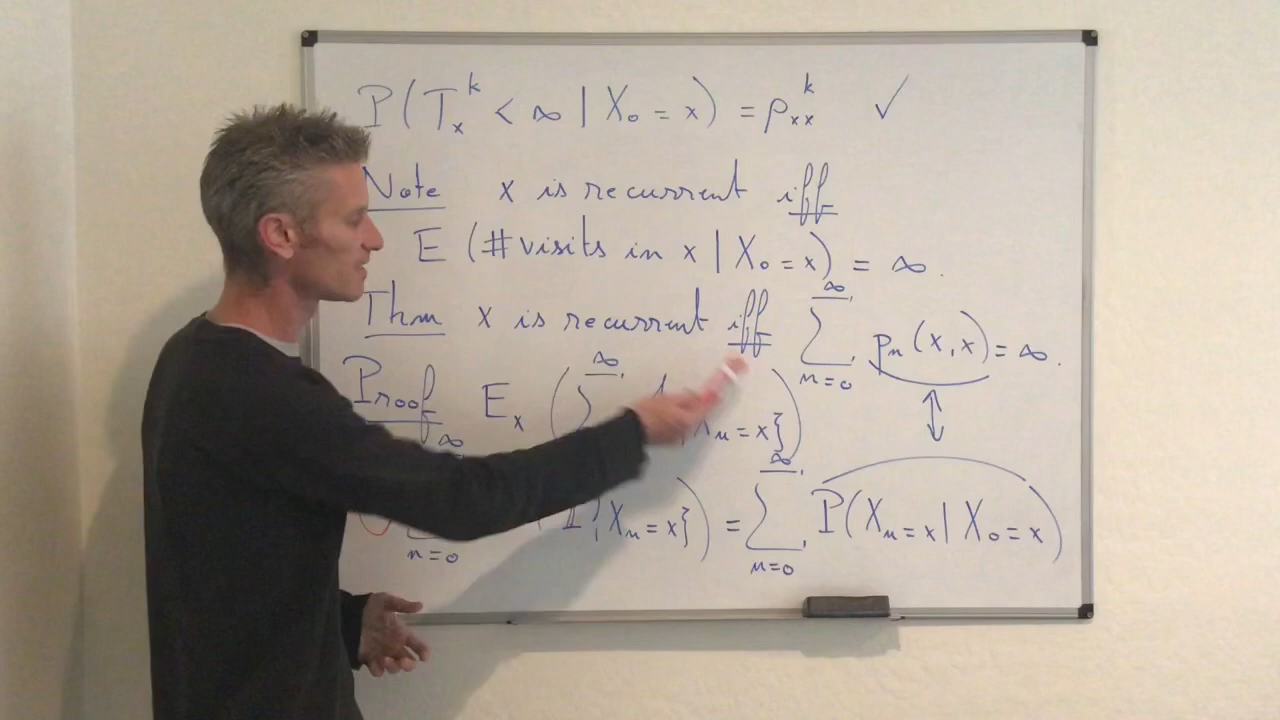 P(T_x^k < ∞ | X_0 = x) = ρ_xx^k ✓
Note x is recurrent iff
E (# visits in x | X_0 = x) = ∞.
Thm x is recurrent iff ∑_{n=0}^∞ p_n(x,x) = ∞.
Proof E_x (∑^∞ X_n = x})
∑_{n=0}^∞ X_n = x}) = ∑_{n=0}^∞ P(X_n = x | X_0 = x)